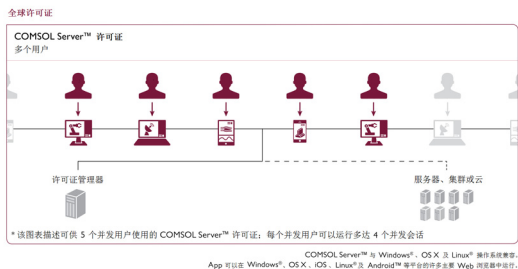 全球许可证
COMSOL Server™ 许可证
多个用户
许可证管理器
服务器、集群或云
* 该图表描述可供 5 个并发用户使用的 COMSOL Server™ 许可证；每个并发用户可以运行多达 4 个并发会话
COMSOL Server™ 与 Windows®、OS X 及 Linux® 操作系统兼容。
App 可以在 Windows®、OS X、iOS、Linux®及 Android™ 等平台的许多主要 Web 浏览器中运行。